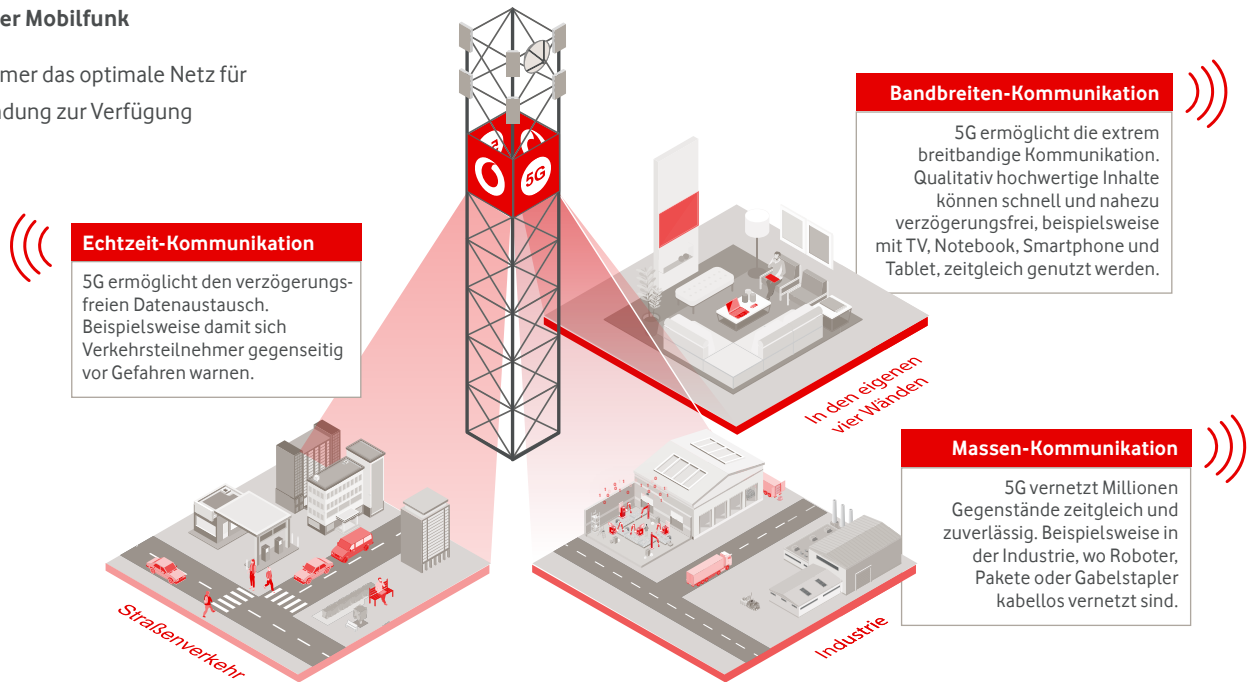 er Mobilfunk
mer das optimale Netz für
dung zur Verfügung
5G
Echtzeit-Kommunikation
5G ermöglicht den verzögerungs-
freien Datenaustausch.
Beispielsweise damit sich
Verkehrsteilnehmer gegenseitig
vor Gefahren warnen.
Bandbreiten-Kommunikation
5G ermöglicht die extrem
breitbandige Kommunikation.
Qualitativ hochwertige Inhalte
können schnell und nahezu
verzögerungsfrei, beispielsweise
mit TV, Notebook, Smartphone und
Tablet, zeitgleich genutzt werden.
In den eigenen
vier Wänden
Massen-Kommunikation
5G vernetzt Millionen
Gegenstände zeitgleich und
zuverlässig. Beispielsweise in
der Industrie, wo Roboter,
Pakete oder Gabelstapler
kabellos vernetzt sind.
Straßenverkehr
Industrie